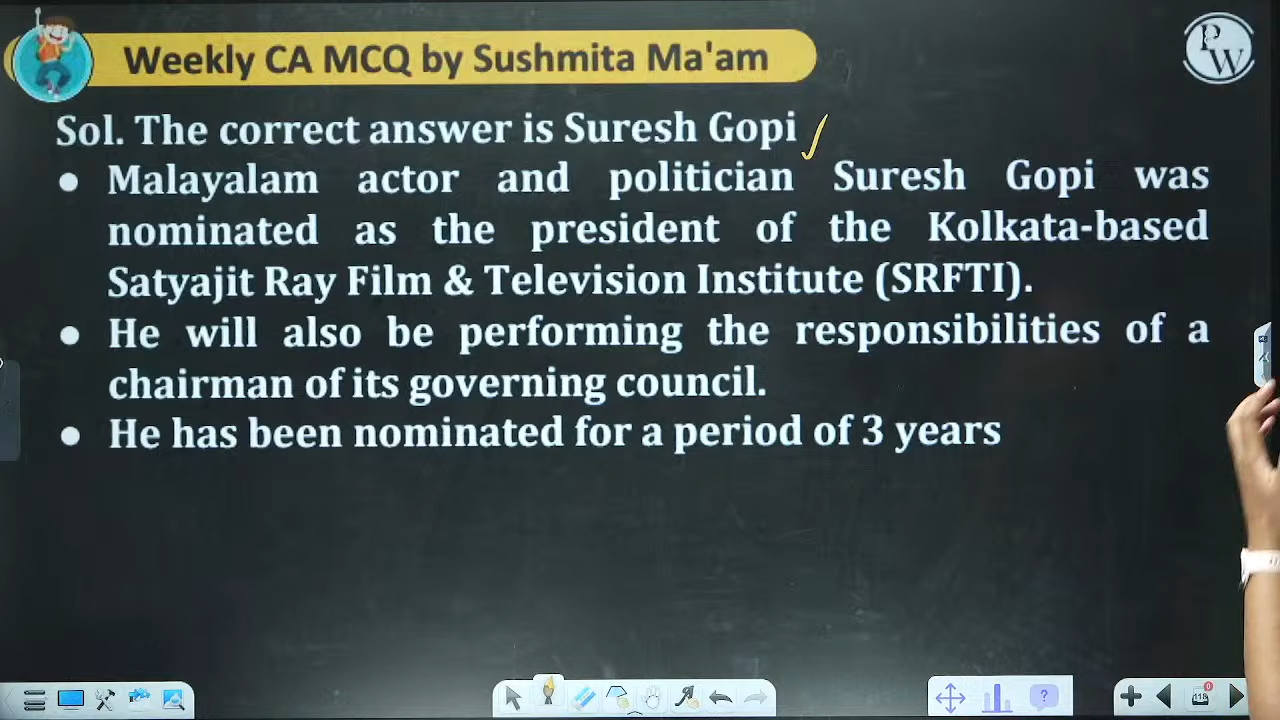 Weekly CA MCQ by Sushmita Ma'am
PW
Sol. The correct answer is Suresh Gopi
● Malayalam actor and politician Suresh Gopi was
nominated as the president of the Kolkata-based
Satyajit Ray Film & Television Institute (SRFTI).
● He will also be performing the responsibilities of a
chairman of its governing council.
● He has been nominated for a period of 3 years
118